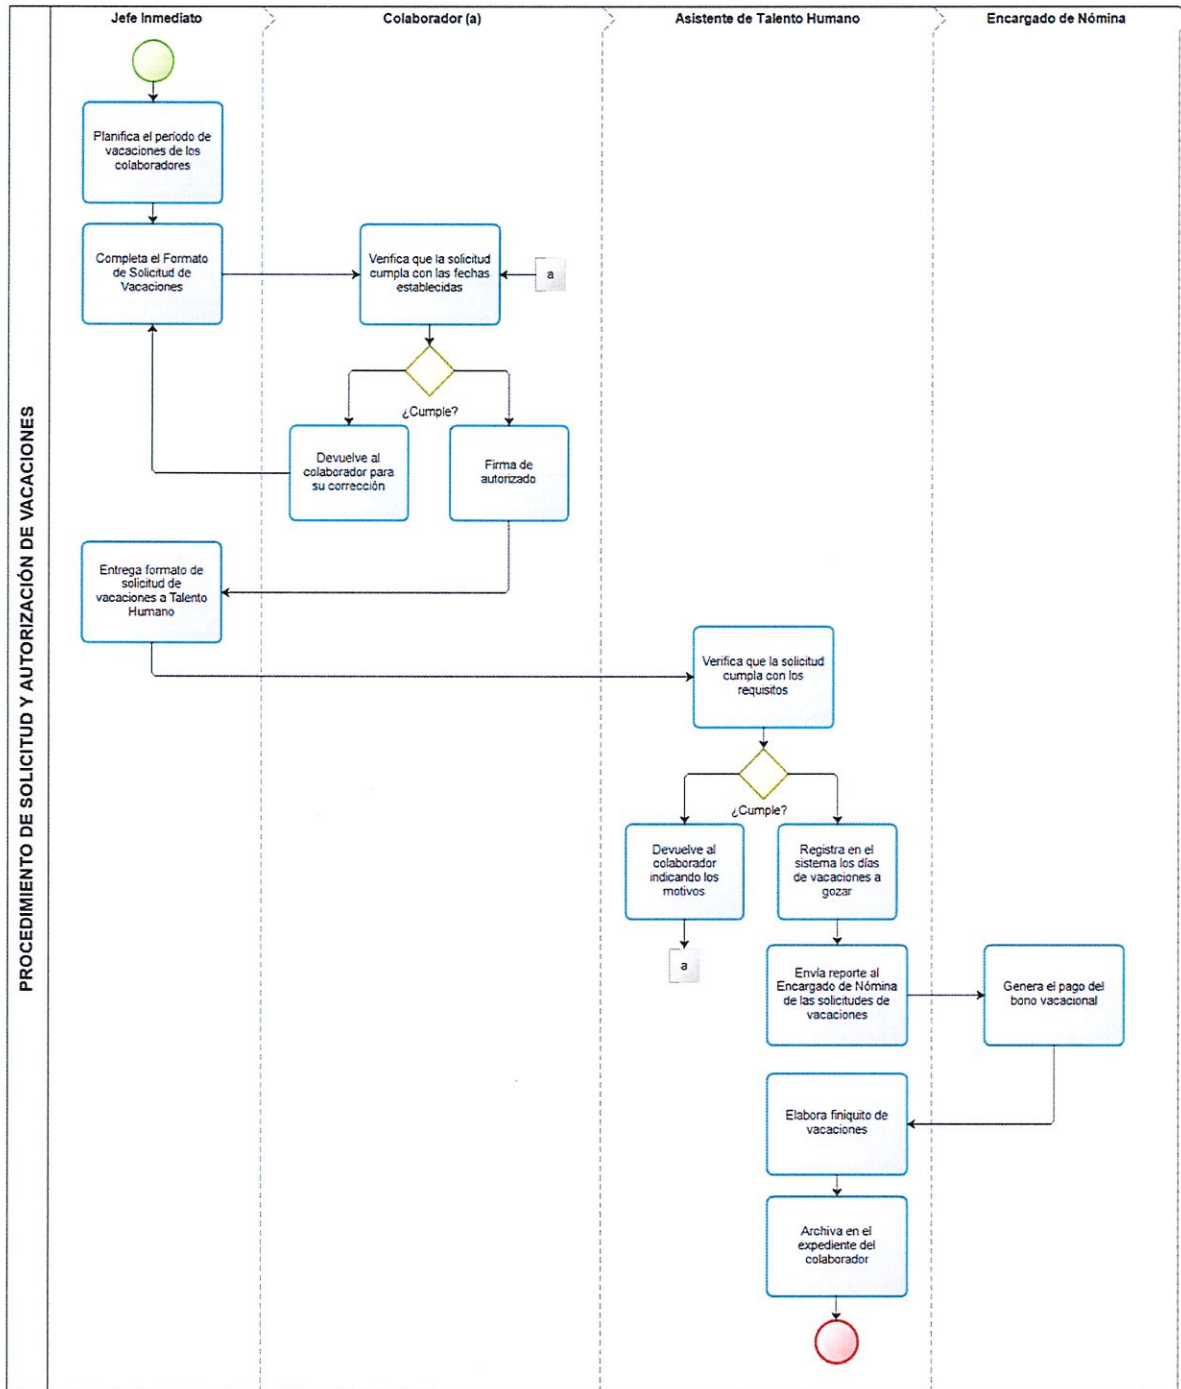 PROCEDIMIENTO DE SOLICITUD Y AUTORIZACIÓN DE VACACIONES
Jefe Inmediato
Colaborador (a)
Asistente de Talento Humano
Encargado de Nómina
Planifica el período de
vacaciones de los
colaboradores
Completa el Formato
de Solicitud de
Vacaciones
Verifica que la solicitud
cumpla con las fechas
establecidas
a
¿Cumple?
Devuelve al
colaborador para
su corrección
Firma de
autorizado
Entrega formato de
solicitud de
vacaciones a Talento
Humano
Verifica que la solicitud
cumpla con los
requisitos
¿Cumple?
Devuelve al
colaborador
indicando los
motivos
Registra en el
sistema los días
de vacaciones a
gozar
a
Envía reporte al
Encargado de Nómina
de las solicitudes de
vacaciones
Genera el pago del
bono vacacional
Elabora finiquito de
vacaciones
Archiva en el
expediente del
colaborador